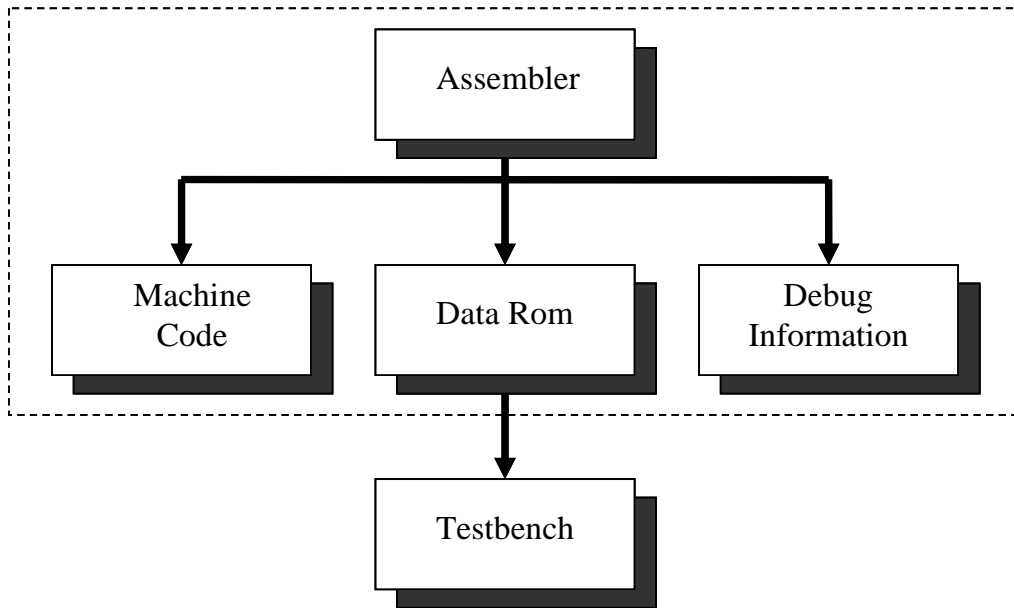 Assembler
Machine
Code
Data Rom
Debug
Information
Testbench